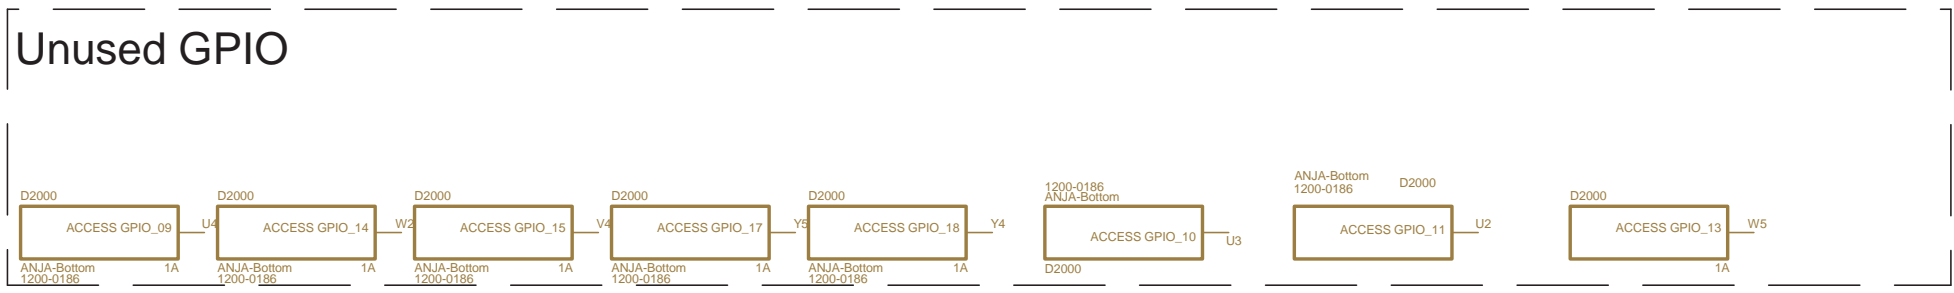 Unused GPIO
D2000
ACCESS GPIO_09
U4
ANJA-Bottom
1A
1200-0186
D2000
ACCESS GPIO_14
W2
ANJA-Bottom
1A
1200-0186
D2000
ACCESS GPIO_15
V4
ANJA-Bottom
1A
1200-0186
D2000
ACCESS GPIO_17
Y5
ANJA-Bottom
1A
1200-0186
D2000
ACCESS GPIO_18
Y4
ANJA-Bottom
1A
1200-0186
1200-0186
ANJA-Bottom
ACCESS GPIO_10
U3
D2000
ANJA-Bottom
1200-0186
D2000
ACCESS GPIO_11
U2
D2000
ACCESS GPIO_13
W5
1A